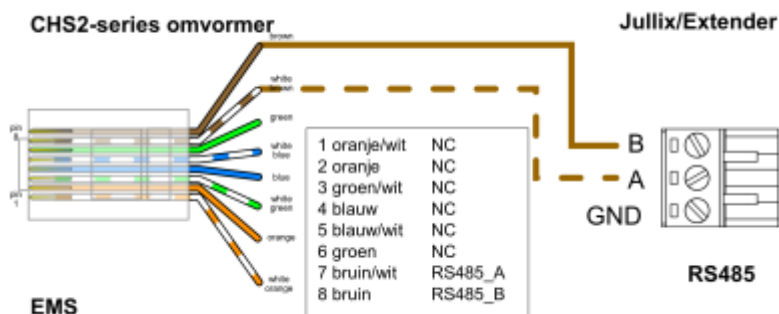 CHS2-series omvormer
Jullix/Extender
brown
white
brown
green
white
blue
blue
white
green
orange
white
orange
pin
8
pin
1
1 oranje/wit NC
2 oranje NC
3 groen/wit NC
4 blauw NC
5 blauw/wit NC
6 groen NC
7 bruin/wit RS485_A
8 bruin RS485_B
B
A
GND
RS485
EMS